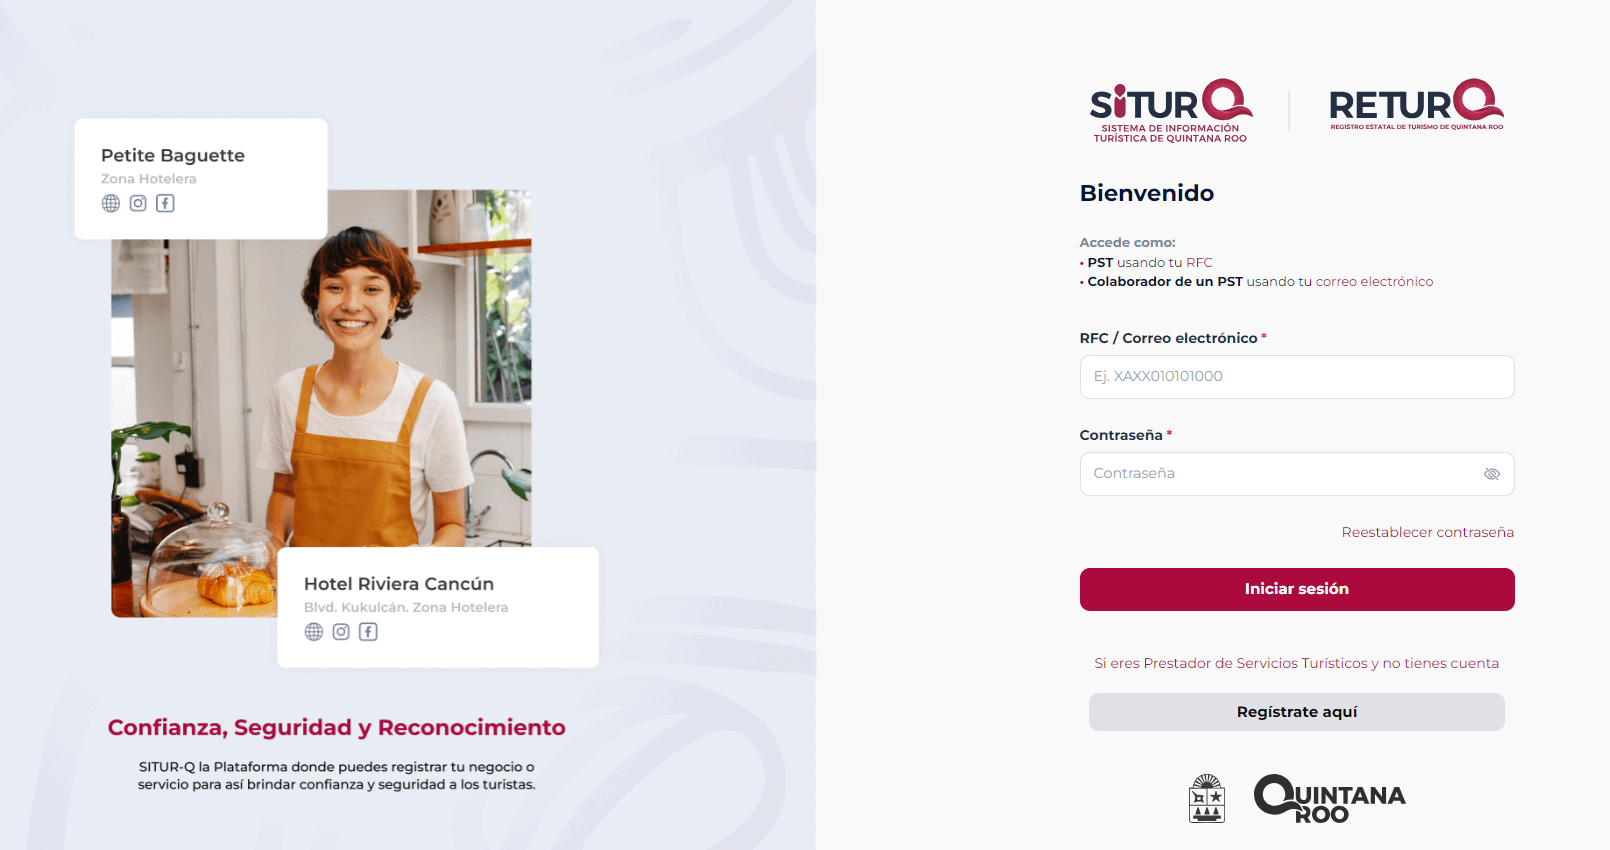 Petite Baguette
Zona Hotelera
Hotel Riviera Cancún
Blvd. Kukulcán. Zona Hotelera
Confianza, Seguridad y Reconocimiento
SITUR-Q la Plataforma donde puedes registrar tu negocio o
servicio para así brindar confianza y seguridad a los turistas.
SiTUR Q
SISTEMA DE INFORMACIÓN
TURÍSTICA DE QUINTANA ROO
RETUR Q
REGISTRO ESTATAL DE TURISMO DE QUINTANA ROO
Bienvenido
Accede como:
• PST usando tu RFC
• Colaborador de un PST usando tu correo electrónico
RFC / Correo electrónico *
Ej. XAXX010101000
Contraseña *
Contraseña
Reestablecer contraseña
Iniciar sesión
Si eres Prestador de Servicios Turísticos y no tienes cuenta
Regístrate aquí
QUINTANA
ROO